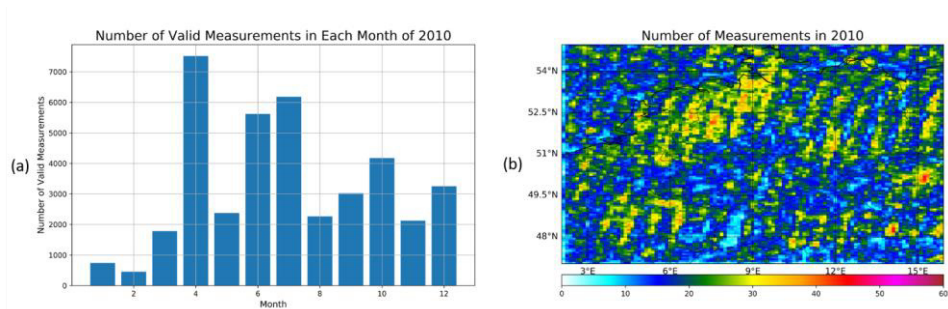 Number of Valid Measurements in Each Month of 2010
(a)
Number of Valid Measurements
7000
6000
5000
4000
3000
2000
1000
0
2 4 6 8 10 12
Month
Number of Measurements in 2010
(b)
54°N
52.5°N
51°N
49.5°N
48°N
3°E 6°E 9°E 12°E 15°E
0 10 20 30 40 50 60